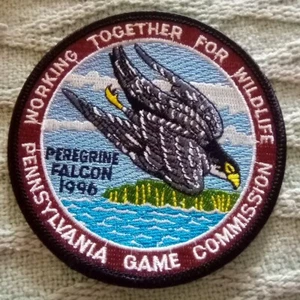 WORKING TOGETHER FOR WILDLIFE
PEREGRINE
FALCON
1996
PENNSYLVANIA GAME COMMISSION